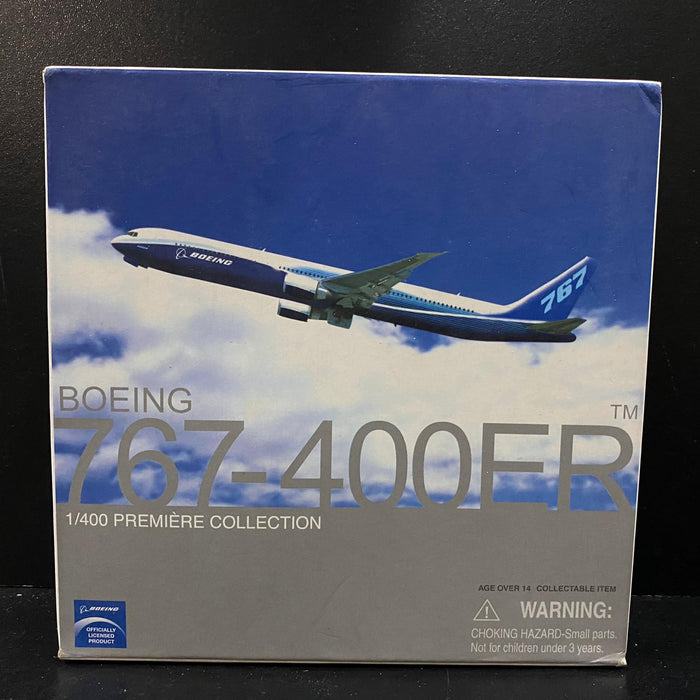 BOEING
767
BOEING
TM
767-400ER
1/400 PREMIÈRE COLLECTION
AGE OVER 14 COLLECTABLE ITEM
WARNING:
CHOKING HAZARD-Small parts.
Not for children under 3 years.
BOEING
OFFICIALLY
LICENSED
PRODUCT